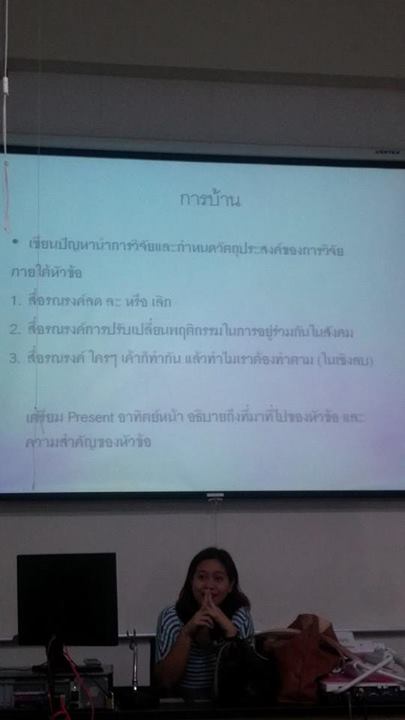 การบ้าน
• เขียนปัญหานำการวิจัยและกำหนดวัตถุประสงค์ของการวิจัย
ภายใต้หัวข้อ
1. สื่อรณรงค์ลด ละ หรือ เลิก
2. สื่อรณรงค์การปรับเปลี่ยนพฤติกรรมในการอยู่ร่วมกันในสังคม
3. สื่อรณรงค์ ใครๆ เค้าก็ทำกัน แล้วทำไมเราต้องทำตาม (ในเชิงลบ)
เตรียม Present อาทิตย์หน้า อธิบายถึงที่มาที่ไปของหัวข้อ และ
ความสำคัญของหัวข้อ